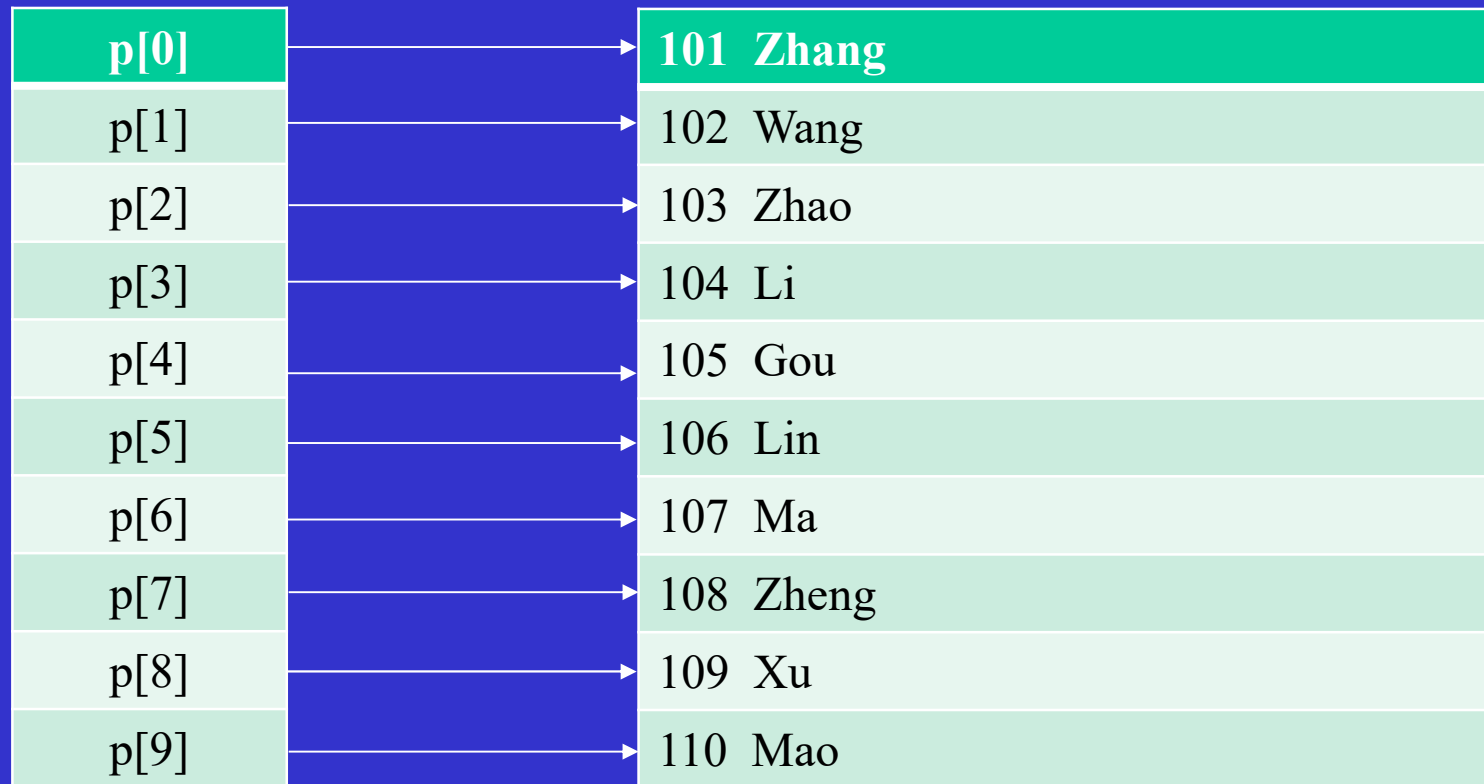 p[0] 101 Zhang
p[1] 102 Wang
p[2] 103 Zhao
p[3] 104 Li
p[4] 105 Gou
p[5] 106 Lin
p[6] 107 Ma
p[7] 108 Zheng
p[8] 109 Xu
p[9] 110 Mao